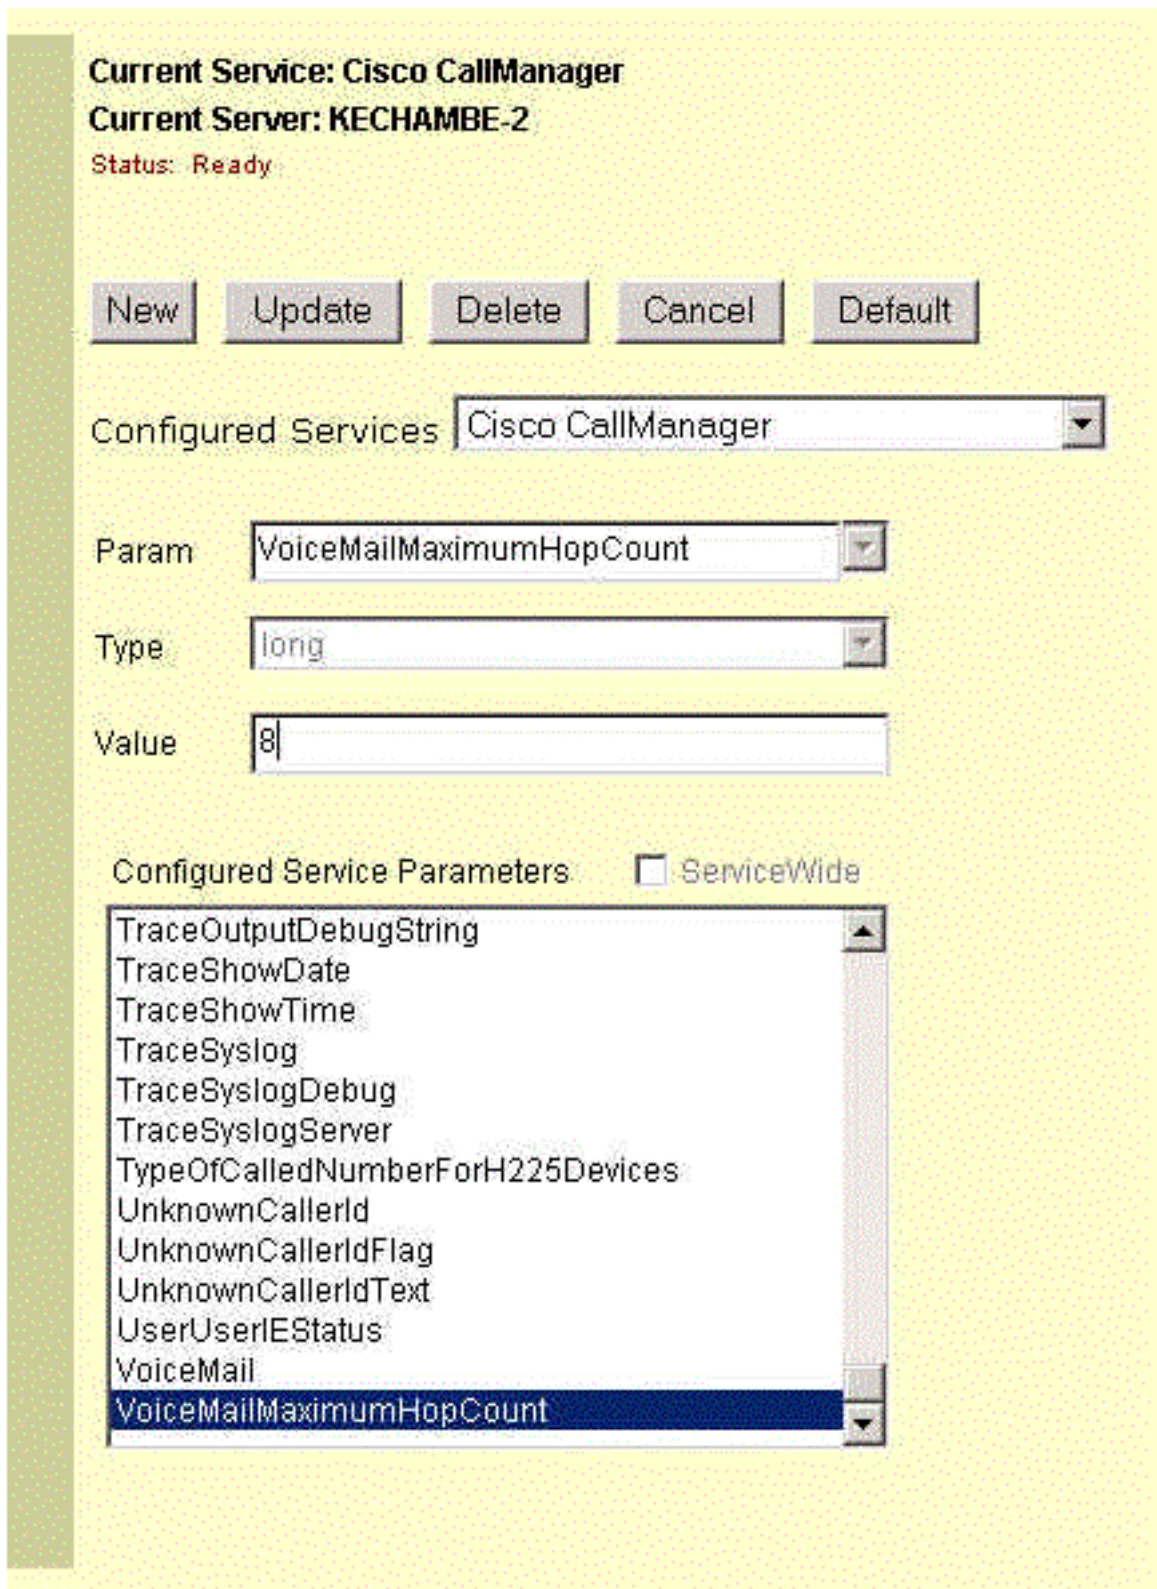 Current Service: Cisco CallManager
Current Server: KECHAMBE-2
Status: Ready
New Update Delete Cancel Default
Configured Services Cisco CallManager
Param VoiceMailMaximumHopCount
Type long
Value 8
Configured Service Parameters ServiceWide
TraceOutputDebugString
TraceShowDate
TraceShowTime
TraceSyslog
TraceSyslogDebug
TraceSyslogServer
TypeOfCalledNumberForH225Devices
UnknownCallerId
UnknownCallerIdFlag
UnknownCallerIdText
UserUserIEStatus
VoiceMail
VoiceMailMaximumHopCount